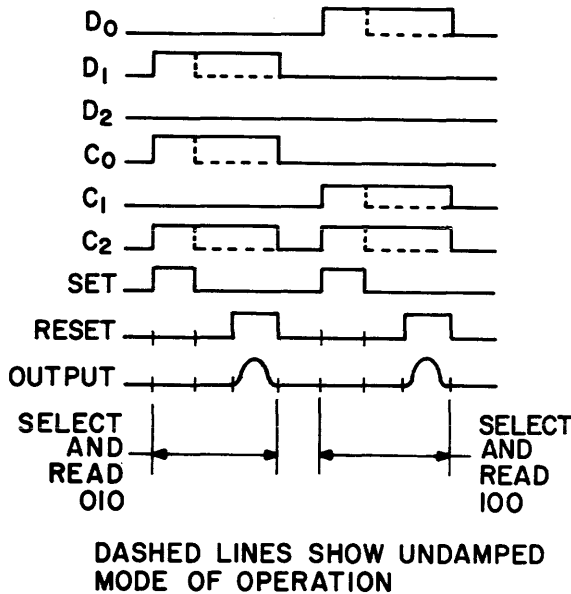 D0
D1
D2
C0
C1
C2
SET
RESET
OUTPUT
SELECT
AND
READ
010
SELECT
AND
READ
100
DASHED LINES SHOW UNDAMPED
MODE OF OPERATION